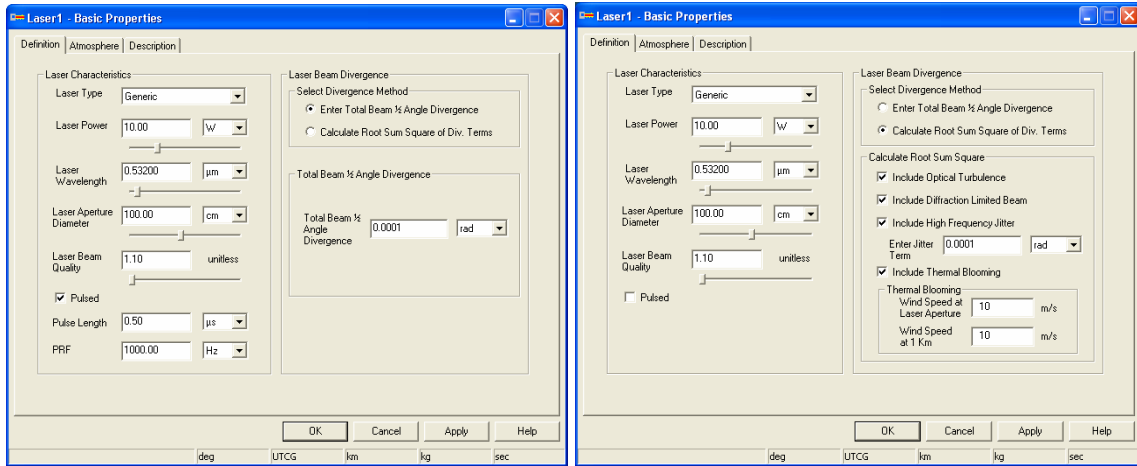 Laser1 - Basic Properties
Definition Atmosphere Description
Laser Characteristics
Laser Type Generic
Laser Power 10.00 W
Laser Wavelength 0.53200 µm
Laser Aperture Diameter 100.00 cm
Laser Beam Quality 1.10 unitless
Pulsed
Pulse Length 0.50 µs
PRF 1000.00 Hz
Laser Beam Divergence
Select Divergence Method
Enter Total Beam ½ Angle Divergence
Calculate Root Sum Square of Div. Terms
Total Beam ½ Angle Divergence
Total Beam ½ Angle Divergence 0.0001 rad
OK Cancel Apply Help
deg UTCG km kg sec
Laser1 - Basic Properties
Definition Atmosphere Description
Laser Characteristics
Laser Type Generic
Laser Power 10.00 W
Laser Wavelength 0.53200 µm
Laser Aperture Diameter 100.00 cm
Laser Beam Quality 1.10 unitless
Pulsed
Laser Beam Divergence
Select Divergence Method
Enter Total Beam ½ Angle Divergence
Calculate Root Sum Square of Div. Terms
Calculate Root Sum Square
Include Optical Turbulence
Include Diffraction Limited Beam
Include High Frequency Jitter
Enter Jitter Term 0.0001 rad
Include Thermal Blooming
Thermal Blooming
Wind Speed at Laser Aperture 10 m/s
Wind Speed at 1 Km 10 m/s
OK Cancel Apply Help
deg UTCG km kg sec